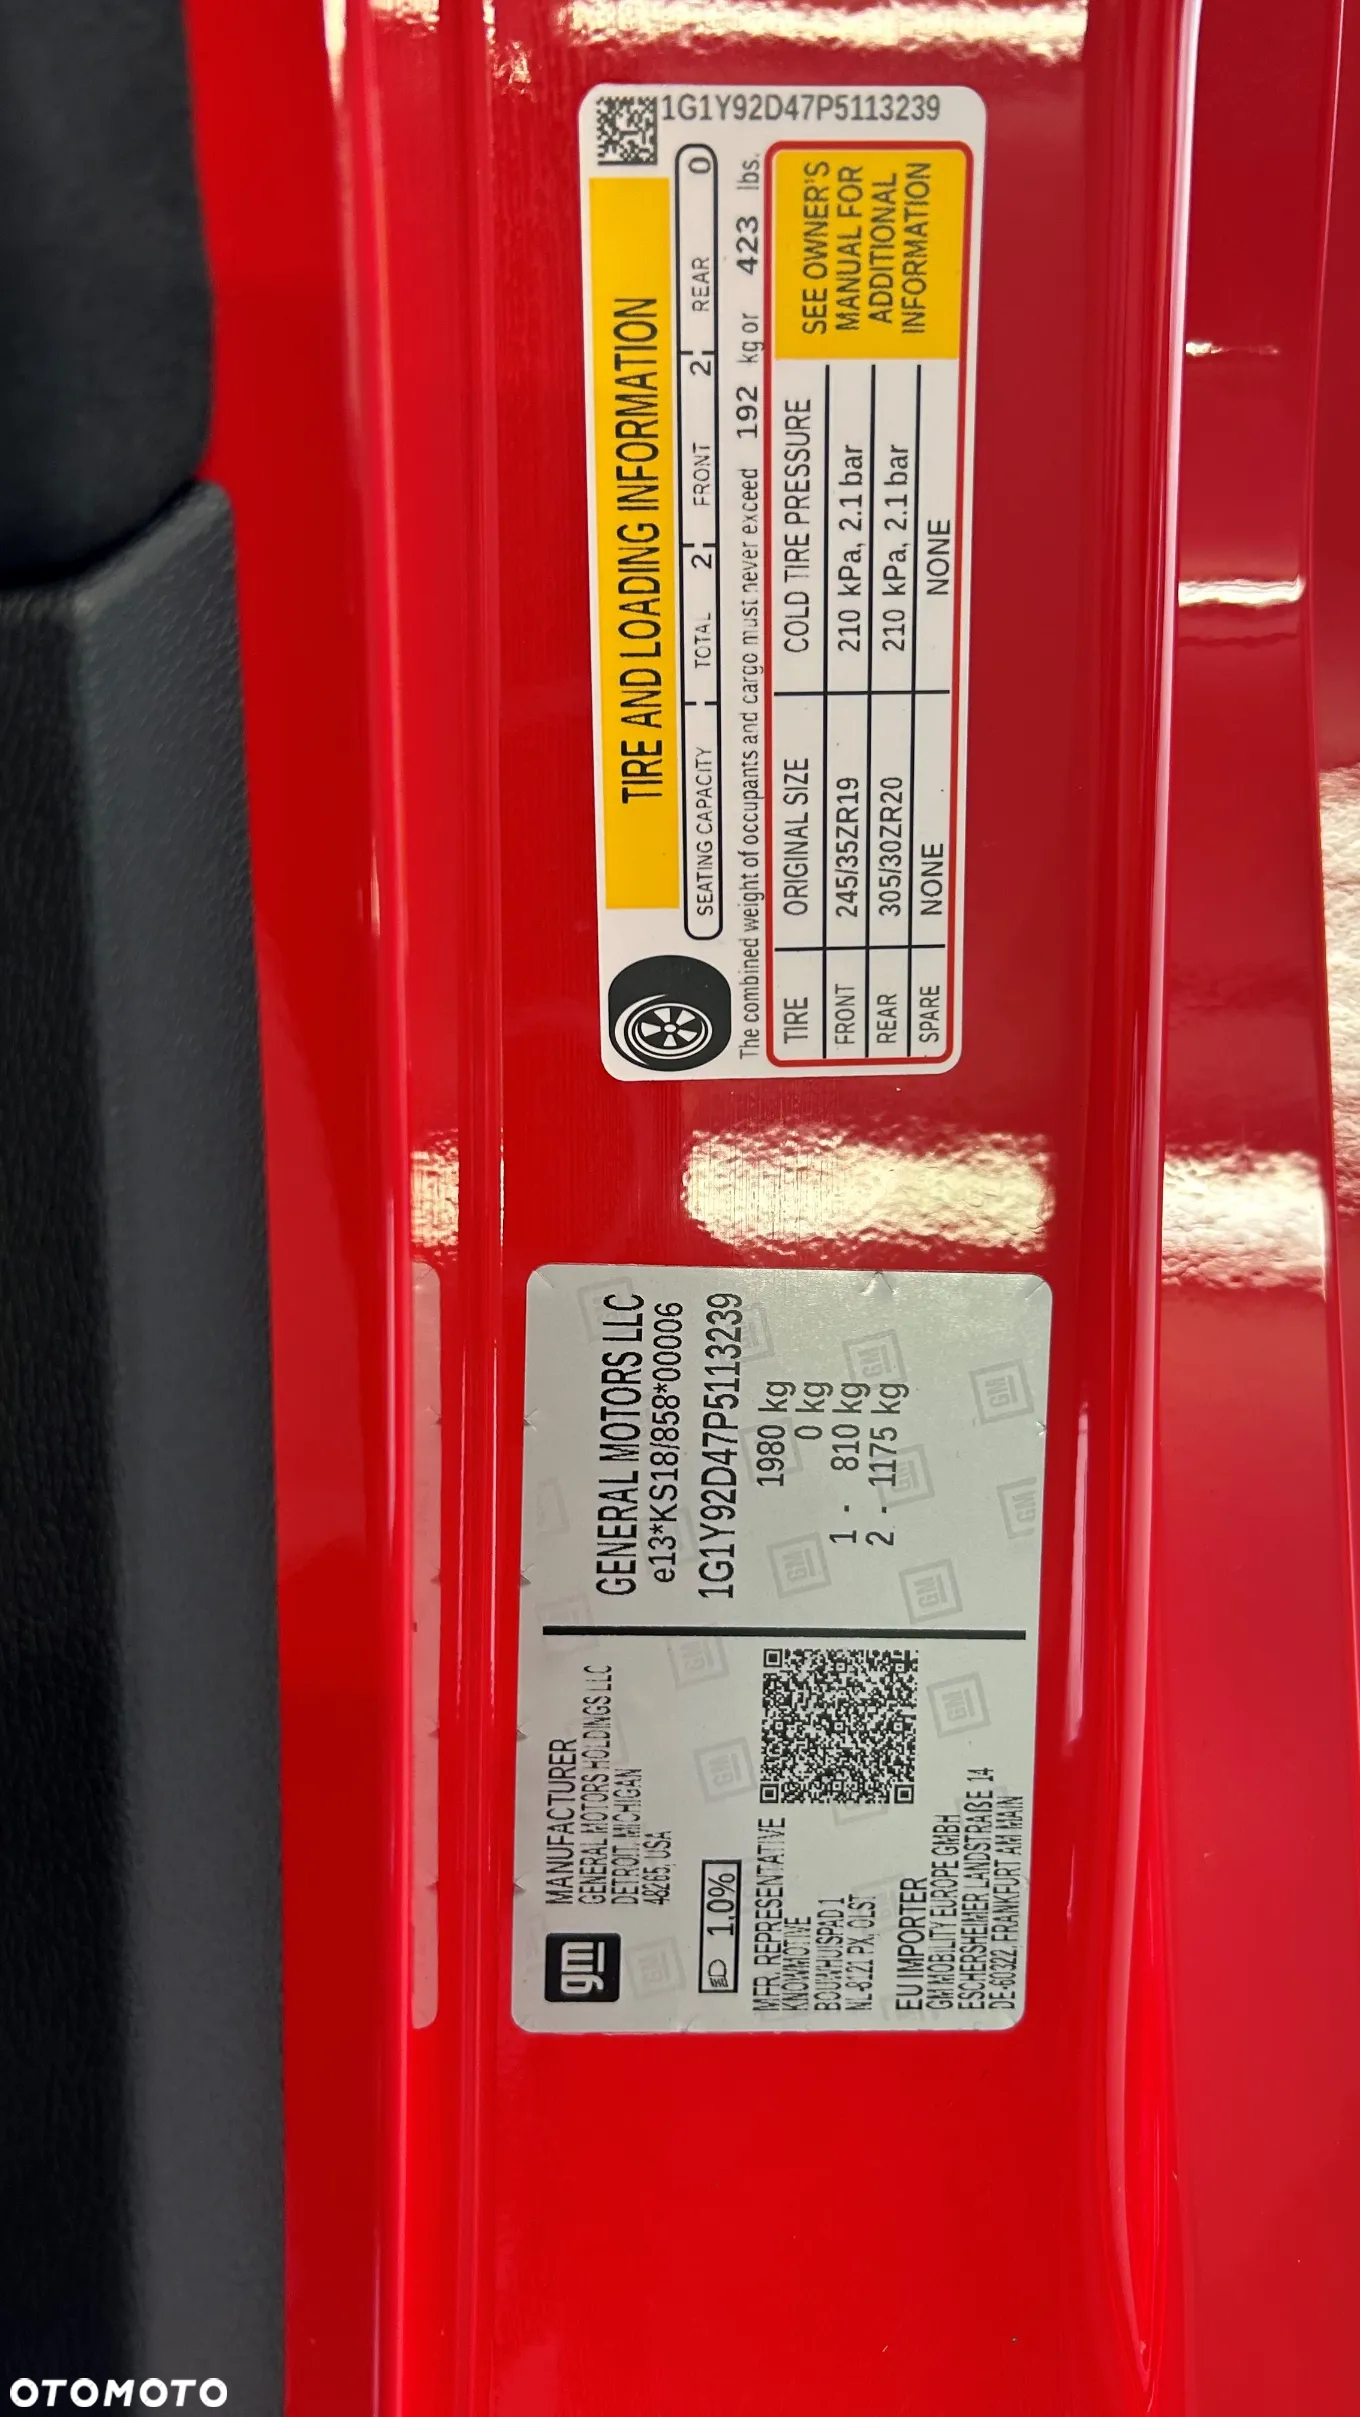 1G1Y92D47P5113239
TIRE AND LOADING INFORMATION
SEATING CAPACITY TOTAL 2 FRONT 2 REAR 0
The combined weight of occupants and cargo must never exceed 192 kg or 423 lbs.
TIRE ORIGINAL SIZE COLD TIRE PRESSURE
FRONT 245/35ZR19 210 kPa, 2.1 bar
REAR 305/30ZR20 210 kPa, 2.1 bar
SPARE NONE NONE
SEE OWNER'S
MANUAL FOR
ADDITIONAL
INFORMATION
gm
MANUFACTURER
GENERAL MOTORS HOLDINGS LLC
DETROIT, MICHIGAN
48265, USA
1.0%
MFR. REPRESENTATIVE
KNOWMOTIVE
BOUWHUISPAD 1
NL-8121 PX, OLST
EU IMPORTER
GM MOBILITY EUROPE GMBH
ESCHERSHEIMER LANDSTRAßE 14
DE-60322, FRANKFURT AM MAIN
GENERAL MOTORS LLC
e13*KS18/858*00006
1G1Y92D47P5113239
1980 kg
0 kg
1 - 810 kg
2 - 1175 kg
OTOMOTO